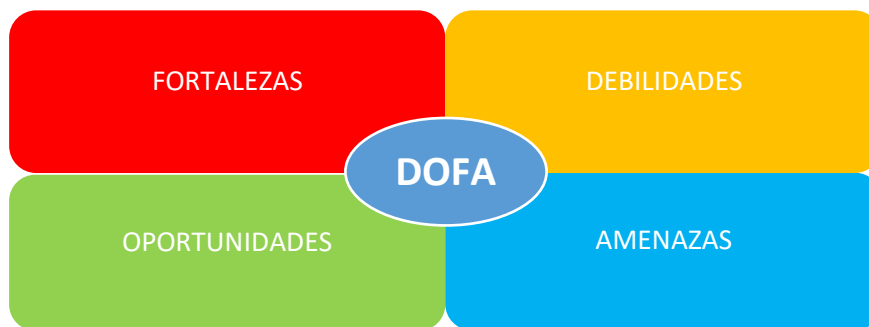 FORTALEZAS
DEBILIDADES
DOFA
OPORTUNIDADES
AMENAZAS